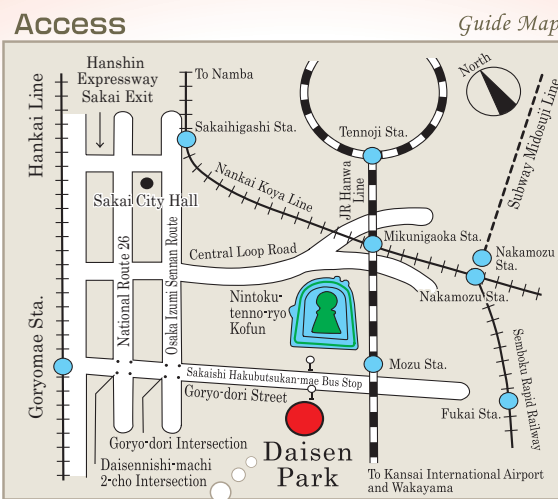 Access
Guide Map
Hanshin
Expressway
Sakai Exit
To Namba
North
Hankai Line
Sakaihigashi Sta.
Tennoji Sta.
Subway Midosuji Line
Nankai Koya Line
JR Hanwa
Line
Sakai City Hall
National Route 26
Osaka Izumi Sennan Route
Central Loop Road
Mikunigaoka Sta.
Nakamozu
Sta.
Nakamozu Sta.
Nintoku-
tenno-ryo
Kofun
Goryomae Sta.
Sakaishi Hakubutsukan-mae Bus Stop
Mozu Sta.
Semboku Rapid Railway
Goryo-dori Street
Fukai Sta.
Goryo-dori Intersection
Daisennishi-machi
2-cho Intersection
Daisen
Park
To Kansai International Airport
and Wakayama